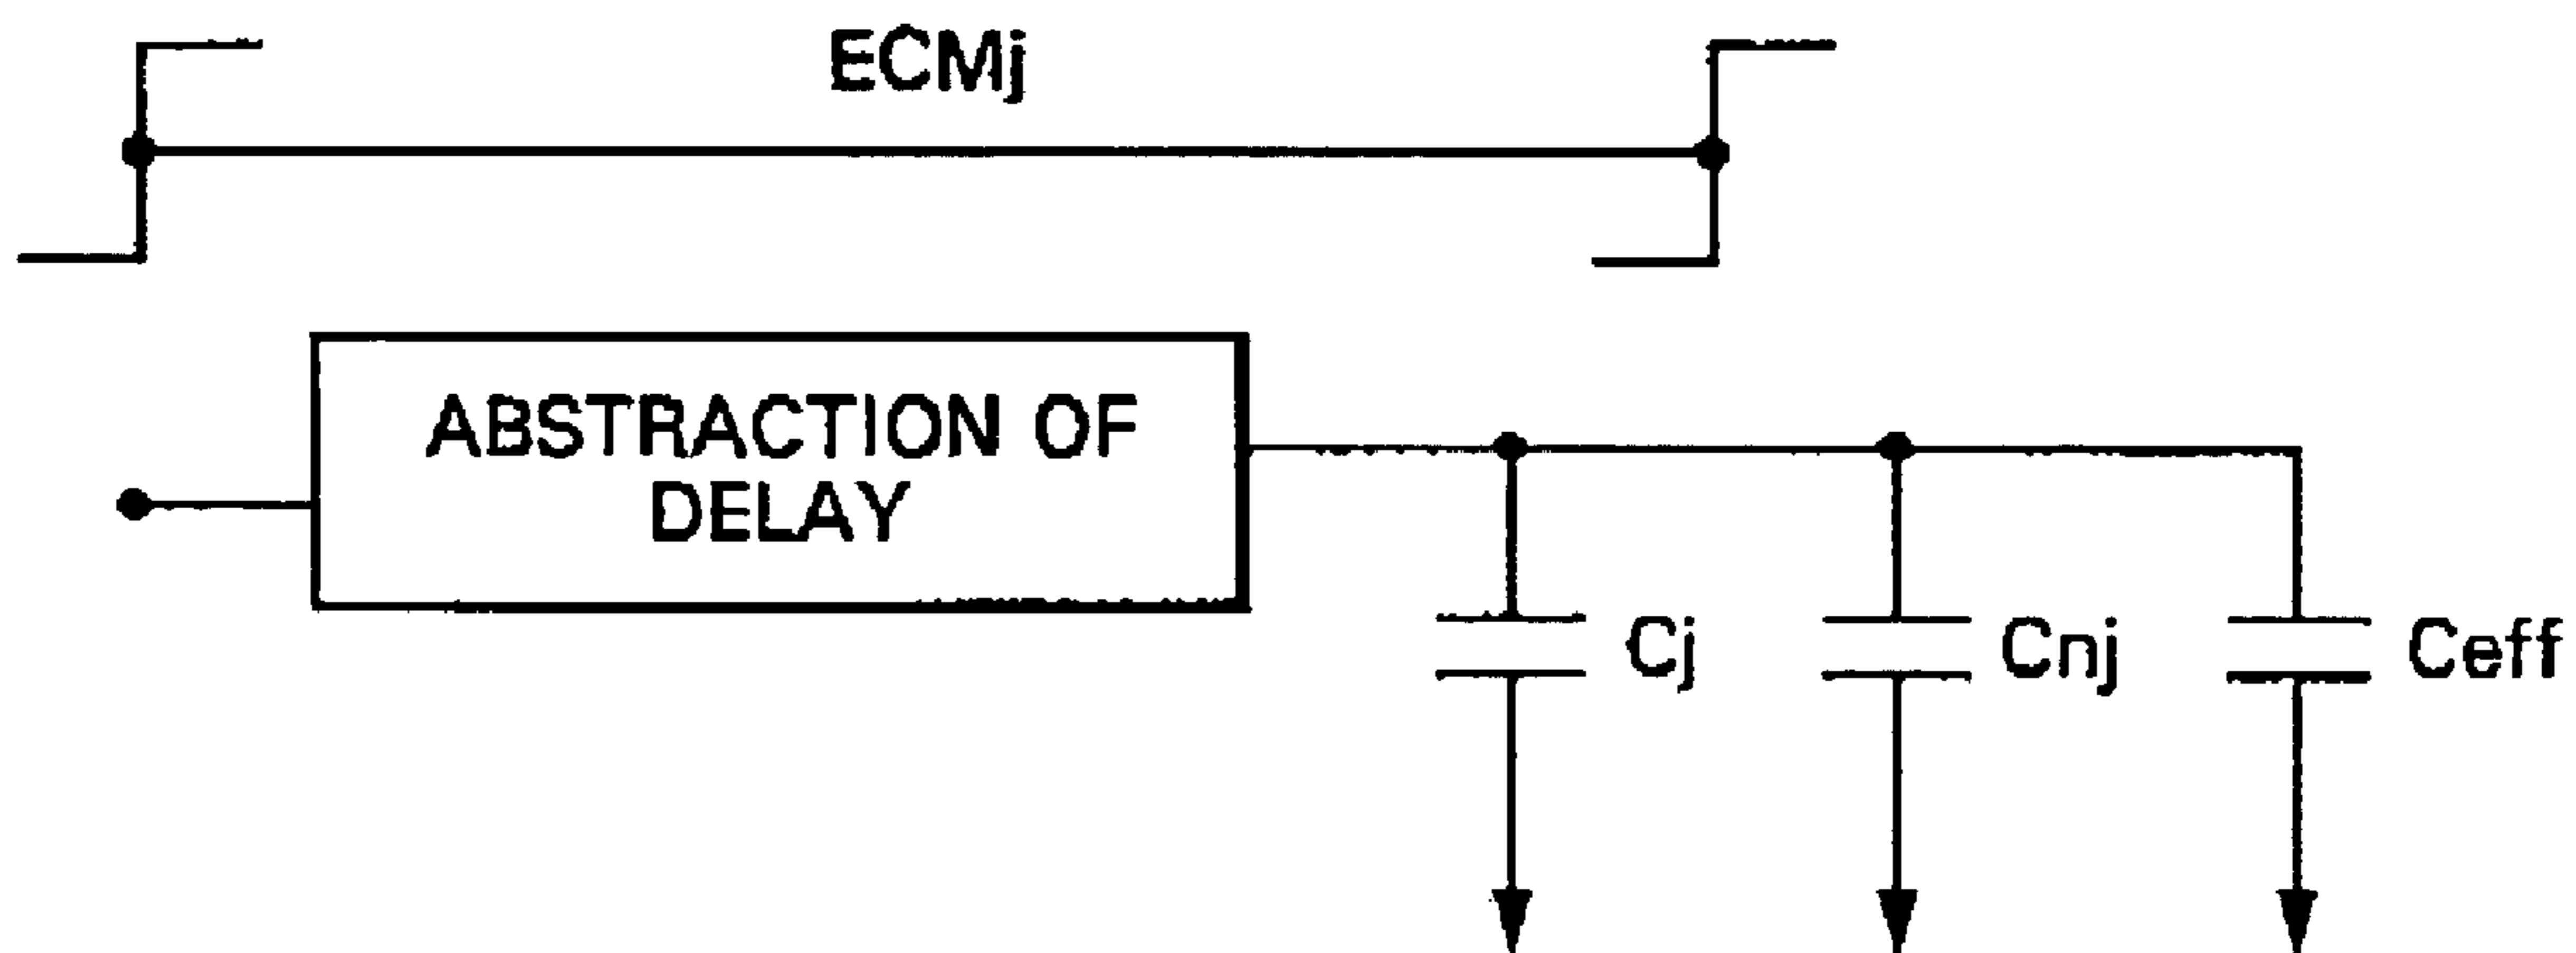 ECMj
ABSTRACTION OF
DELAY
Cj
Cnj
Ceff